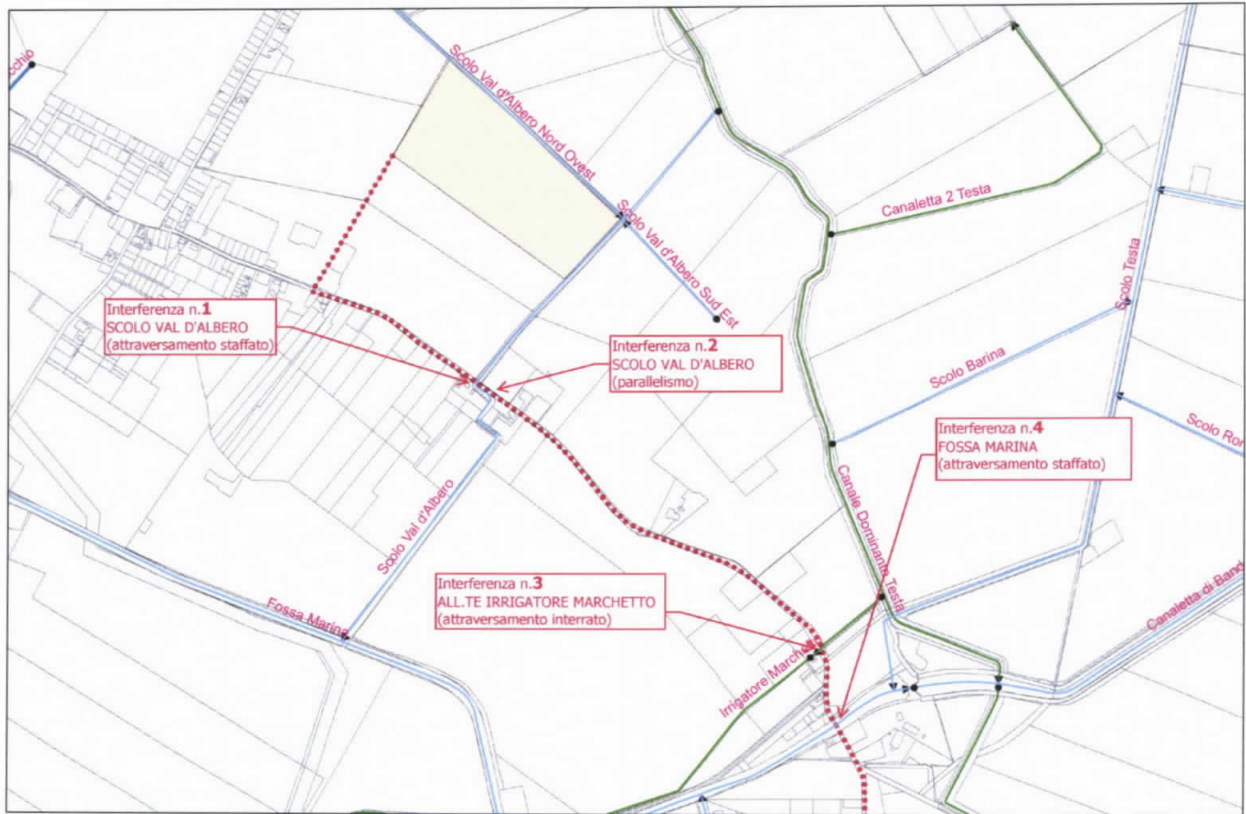 Scolo Val d'Albero Nord Ovest
Scolo Val d'Albero Sud Est
Canaletta 2 Testa
Scolo Testa
Interferenza n.1
SCOLO VAL D'ALBERO
(attraversamento staffato)
Interferenza n.2
SCOLO VAL D'ALBERO
(parallelismo)
Scolo Barina
Interferenza n.4
FOSSA MARINA
(attraversamento staffato)
Scolo Val d'Albero
Canale Dominante Testa
Interferenza n.3
ALL.TE IRRIGATORE MARCHETTO
(attraversamento interrato)
Fossa Marina
Canaletta di
Irrigatore